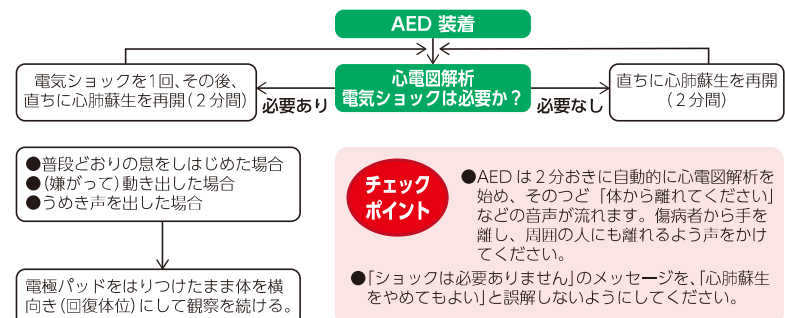 AED 装着
心電図解析
電気ショックは必要か？
電気ショックを1回、その後、
直ちに心肺蘇生を再開（２分間）
必要あり
必要なし
直ちに心肺蘇生を再開
（２分間）
●普段どおりの息をしはじめた場合
●（嫌がって）動き出した場合
●うめき声を出した場合
電極パッドをはりつけたまま体を横
向き（回復体位）にして観察を続ける。
チェック
ポイント
●AED は２分おきに自動的に心電図解析を
始め、そのつど「体から離れてください」
などの音声が流れます。傷病者から手を
離し、周囲の人にも離れるよう声をかけ
てください。
●「ショックは必要ありません」のメッセージを、「心肺蘇生
をやめてもよい」と誤解しないようにしてください。